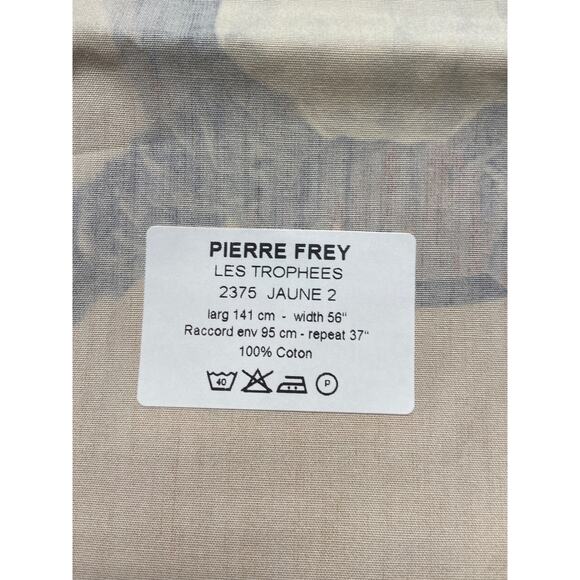 PIERRE FREY
LES TROPHEES
2375 JAUNE 2
larg 141 cm - width 56"
Raccord env 95 cm - repeat 37"
100% Coton
40 P